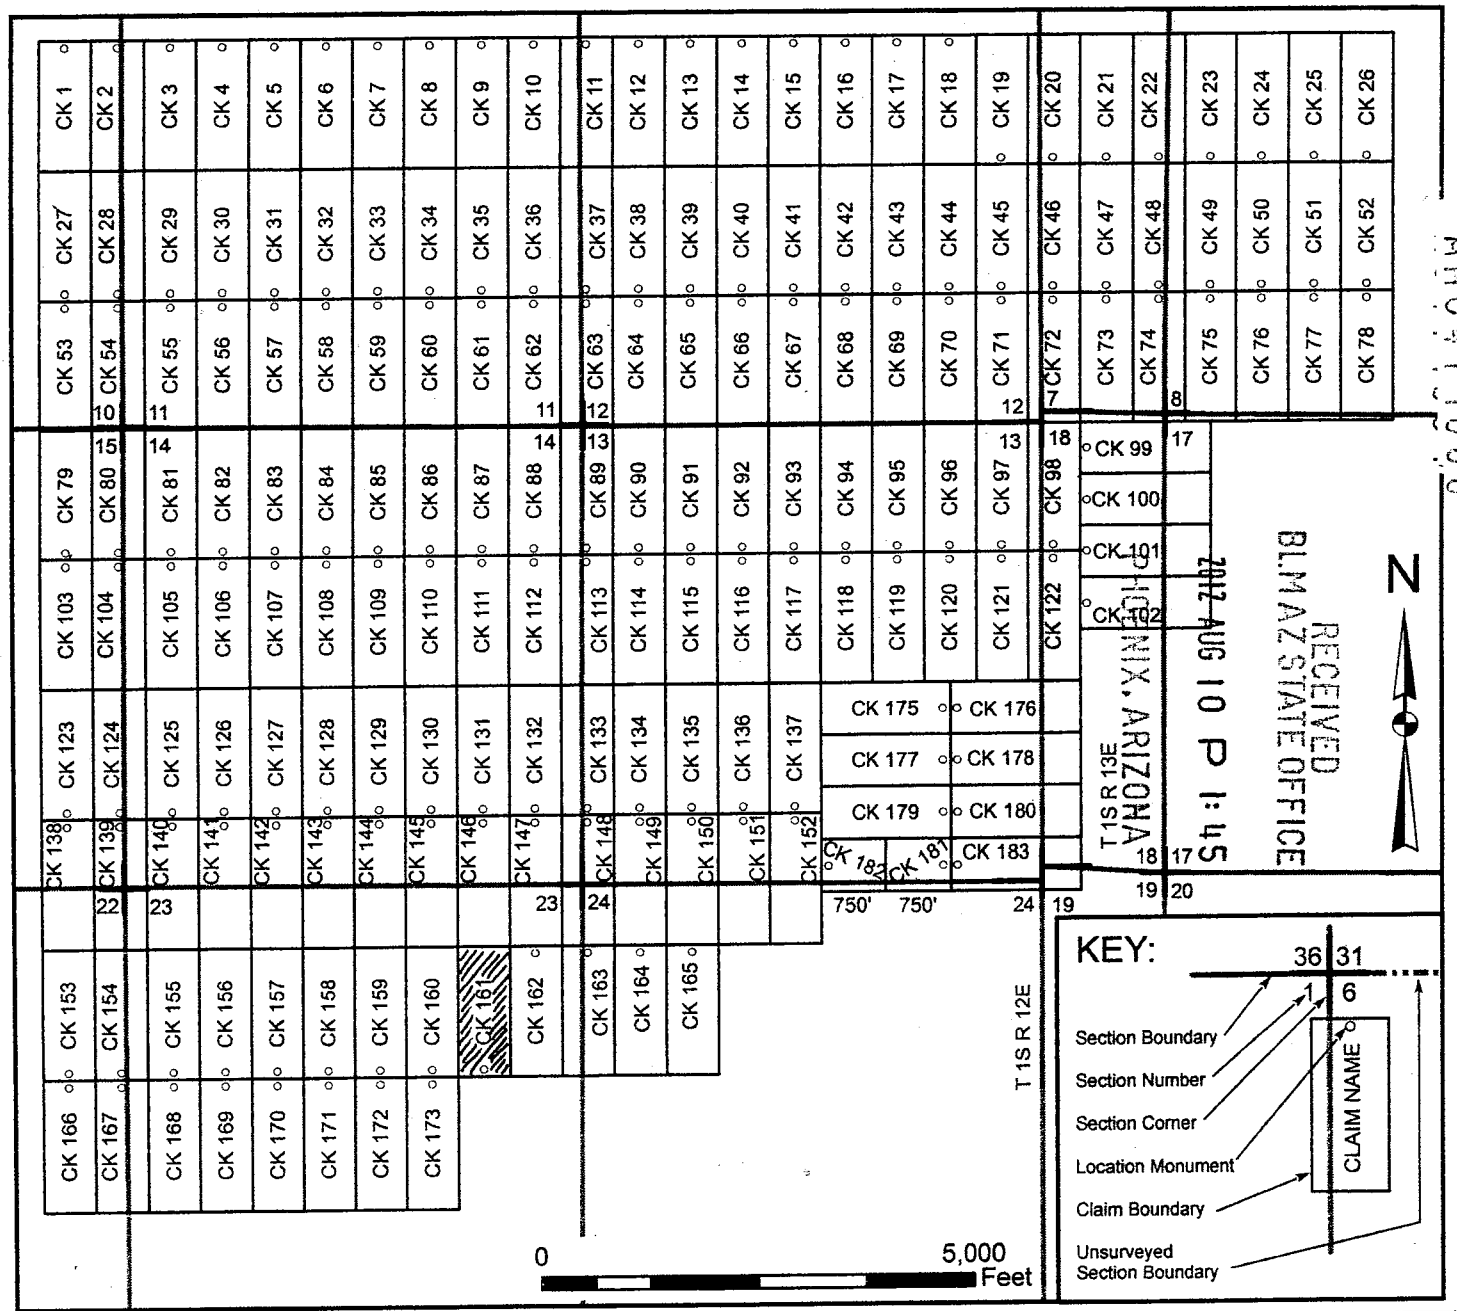 CK 1 CK 2 CK 3 CK 4 CK 5 CK 6 CK 7 CK 8 CK 9 CK 10 CK 11 CK 12 CK 13 CK 14 CK 15 CK 16 CK 17 CK 18 CK 19 CK 20 CK 21 CK 22 CK 23 CK 24 CK 25 CK 26
CK 27 CK 28 CK 29 CK 30 CK 31 CK 32 CK 33 CK 34 CK 35 CK 36 CK 37 CK 38 CK 39 CK 40 CK 41 CK 42 CK 43 CK 44 CK 45 CK 46 CK 47 CK 48 CK 49 CK 50 CK 51 CK 52
CK 53 CK 54 CK 55 CK 56 CK 57 CK 58 CK 59 CK 60 CK 61 CK 62 CK 63 CK 64 CK 65 CK 66 CK 67 CK 68 CK 69 CK 70 CK 71 CK 72 CK 73 CK 74 CK 75 CK 76 CK 77 CK 78
10 11 11 12 12 7 8
15 14 14 13 13 18 17
CK 79 CK 80 CK 81 CK 82 CK 83 CK 84 CK 85 CK 86 CK 87 CK 88 CK 89 CK 90 CK 91 CK 92 CK 93 CK 94 CK 95 CK 96 CK 97 CK 98
CK 99
CK 100
CK 101
CK 102
CK 103 CK 104 CK 105 CK 106 CK 107 CK 108 CK 109 CK 110 CK 111 CK 112 CK 113 CK 114 CK 115 CK 116 CK 117 CK 118 CK 119 CK 120 CK 121 CK 122
CK 123 CK 124 CK 125 CK 126 CK 127 CK 128 CK 129 CK 130 CK 131 CK 132 CK 133 CK 134 CK 135 CK 136 CK 137
CK 175 CK 176
CK 177 CK 178
CK 179 CK 180
CK 182 CK 181 CK 183
CK 138 CK 139 CK 140 CK 141 CK 142 CK 143 CK 144 CK 145 CK 146 CK 147 CK 148 CK 149 CK 150 CK 151 CK 152
18 17
22 23 23 24 750' 750' 24 19 19 20
CK 153 CK 154 CK 155 CK 156 CK 157 CK 158 CK 159 CK 160 CK 161 CK 162 CK 163 CK 164 CK 165
CK 166 CK 167 CK 168 CK 169 CK 170 CK 171 CK 172 CK 173
T 1S R 13E
T 1S R 12E
RECEIVED
BLM AZ STATE OFFICE
2012 AUG 10 P 1:45
PHOENIX, ARIZONA
N
KEY:
36 31
1 6
Section Boundary
Section Number
Section Corner
Location Monument
Claim Boundary
Unsurveyed
Section Boundary
CLAIM NAME
0 5,000
Feet